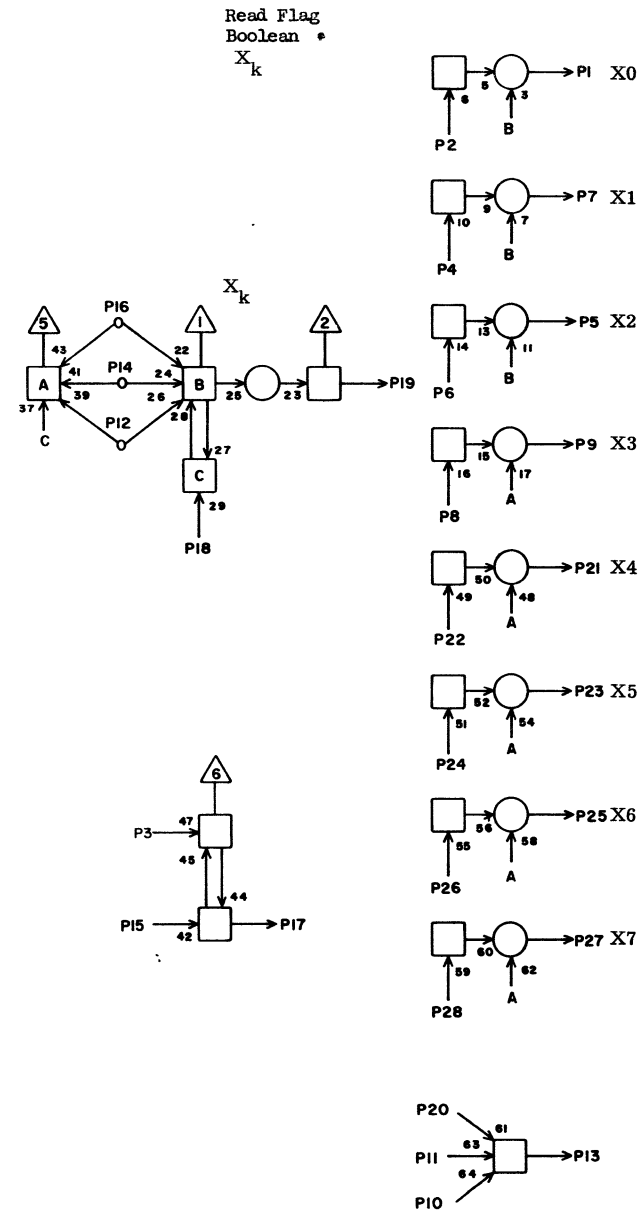 Read Flag
Boolean
Xk
5 → P1 X0
6 3
P2 B
9 P7 X1
10 7
P4 B
Xk
P16
5 1 2
13 P5 X2
14 11
P6 B
43 22
A 41 P14 24 B 25 23 P19
37 39 26 28
C P12 27
C
29
P18
15 P9 X3
16 17
P8 A
50 P21 X4
49 48
P22 A
52 P23 X5
51 54
P24 A
6
47
P3
45
44
P15 P17
42
56 P25 X6
55 58
P26 A
60 P27 X7
59 62
P28 A
P20
61
63
P11 P13
64
P10